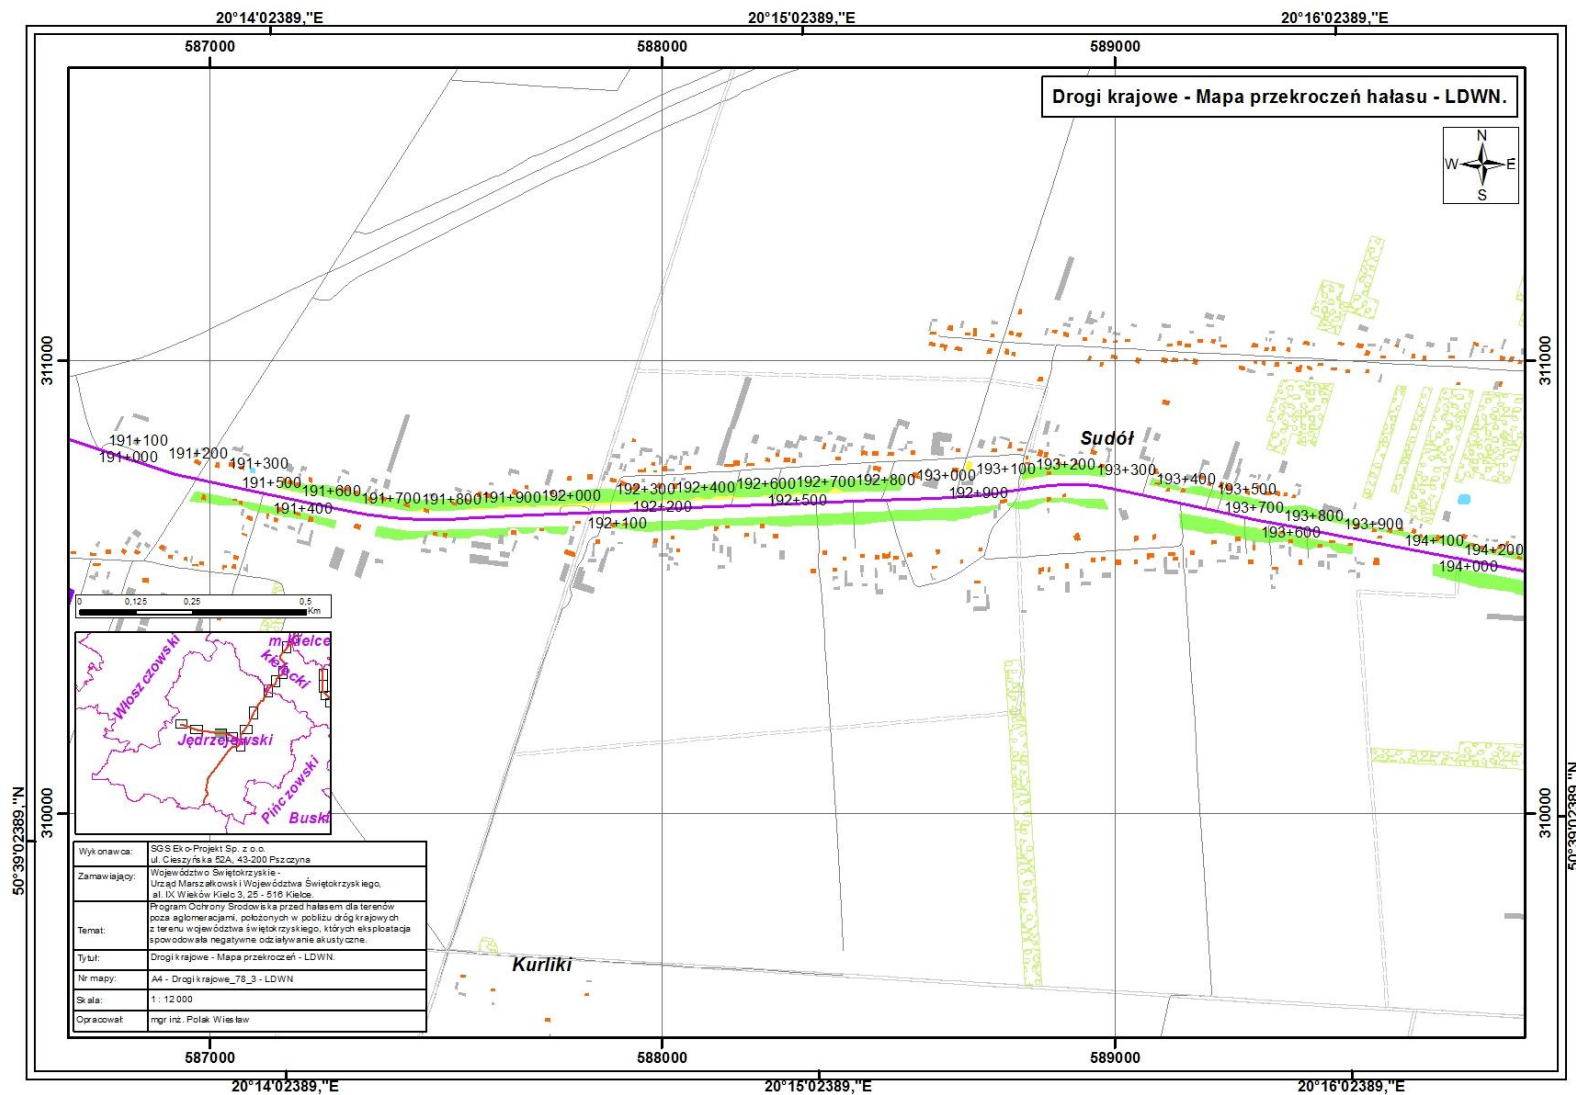 20°14'02389,"E 20°15'02389,"E 20°16'02389,"E
587000 588000 589000
Drogi krajowe - Mapa przekroczeń hałasu - LDWN.
N
W E
S
311000 311000
Sudół
191+100 191+200 191+300
191+000 191+500 191+600 191+700 191+800 191+900 192+000
191+400
192+300 192+400 192+600 192+700 192+800 193+000 193+100 193+200 193+300 193+400 193+500
192+100 192+200 192+500 192+900
193+700 193+800 193+900 194+100 194+200
193+600 194+000
0 0,125 0,25 0,5
Km
m. Kielce
kielecki
Włoszczowski
Jędrzejowski
Pińczowski
Buski
310000 310000
50°39'02389,"N 50°39'02389,"N
Wykonawca: SGS Eko-Projekt Sp. z o.o.
ul. Cieszyńska 52A, 43-200 Pszczyna
Zamawiający: Województwo Świętokrzyskie -
Urząd Marszałkowski Województwa Świętokrzyskiego,
al. IX Wieków Kielc 3, 25 - 516 Kielce.
Temat: Program Ochrony Środowiska przed hałasem dla terenów
poza aglomeracjami, położonych w pobliżu dróg krajowych
z terenu województwa świętokrzyskiego, których eksploatacja
spowodowała negatywne oddziaływanie akustyczne.
Tytuł: Drogi krajowe - Mapa przekroczeń - LDWN.
Nr mapy: A4 - Drogi krajowe_78_3 - LDWN
Skala: 1 : 12 000
Opracował: mgr inż. Polak Wiesław
Kurliki
587000 588000 589000
20°14'02389,"E 20°15'02389,"E 20°16'02389,"E